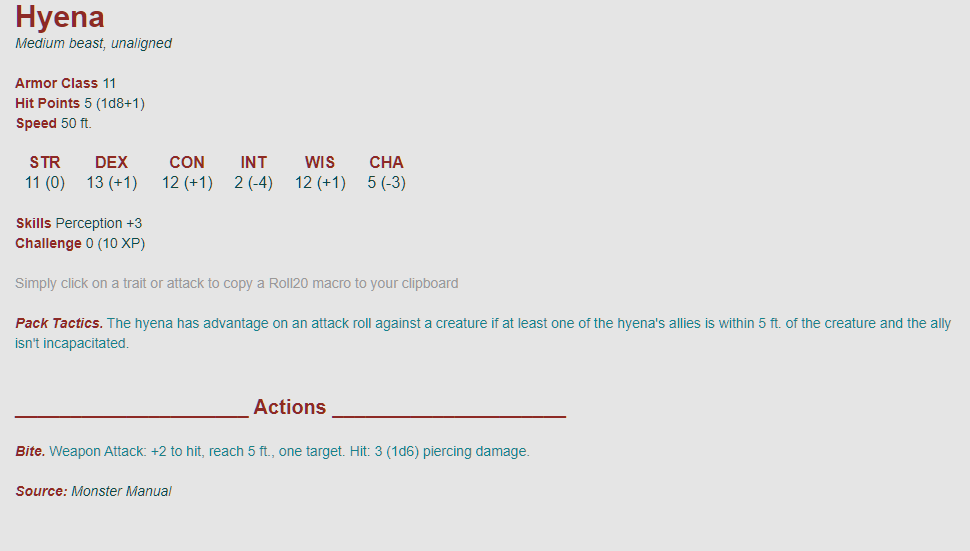 Hyena
Medium beast, unaligned
Armor Class 11
Hit Points 5 (1d8+1)
Speed 50 ft.
STR DEX CON INT WIS CHA
11 (0) 13 (+1) 12 (+1) 2 (-4) 12 (+1) 5 (-3)
Skills Perception +3
Challenge 0 (10 XP)
Simply click on a trait or attack to copy a Roll20 macro to your clipboard
Pack Tactics. The hyena has advantage on an attack roll against a creature if at least one of the hyena's allies is within 5 ft. of the creature and the ally
isn't incapacitated.
_____________________ Actions _____________________
Bite. Weapon Attack: +2 to hit, reach 5 ft., one target. Hit: 3 (1d6) piercing damage.
Source: Monster Manual